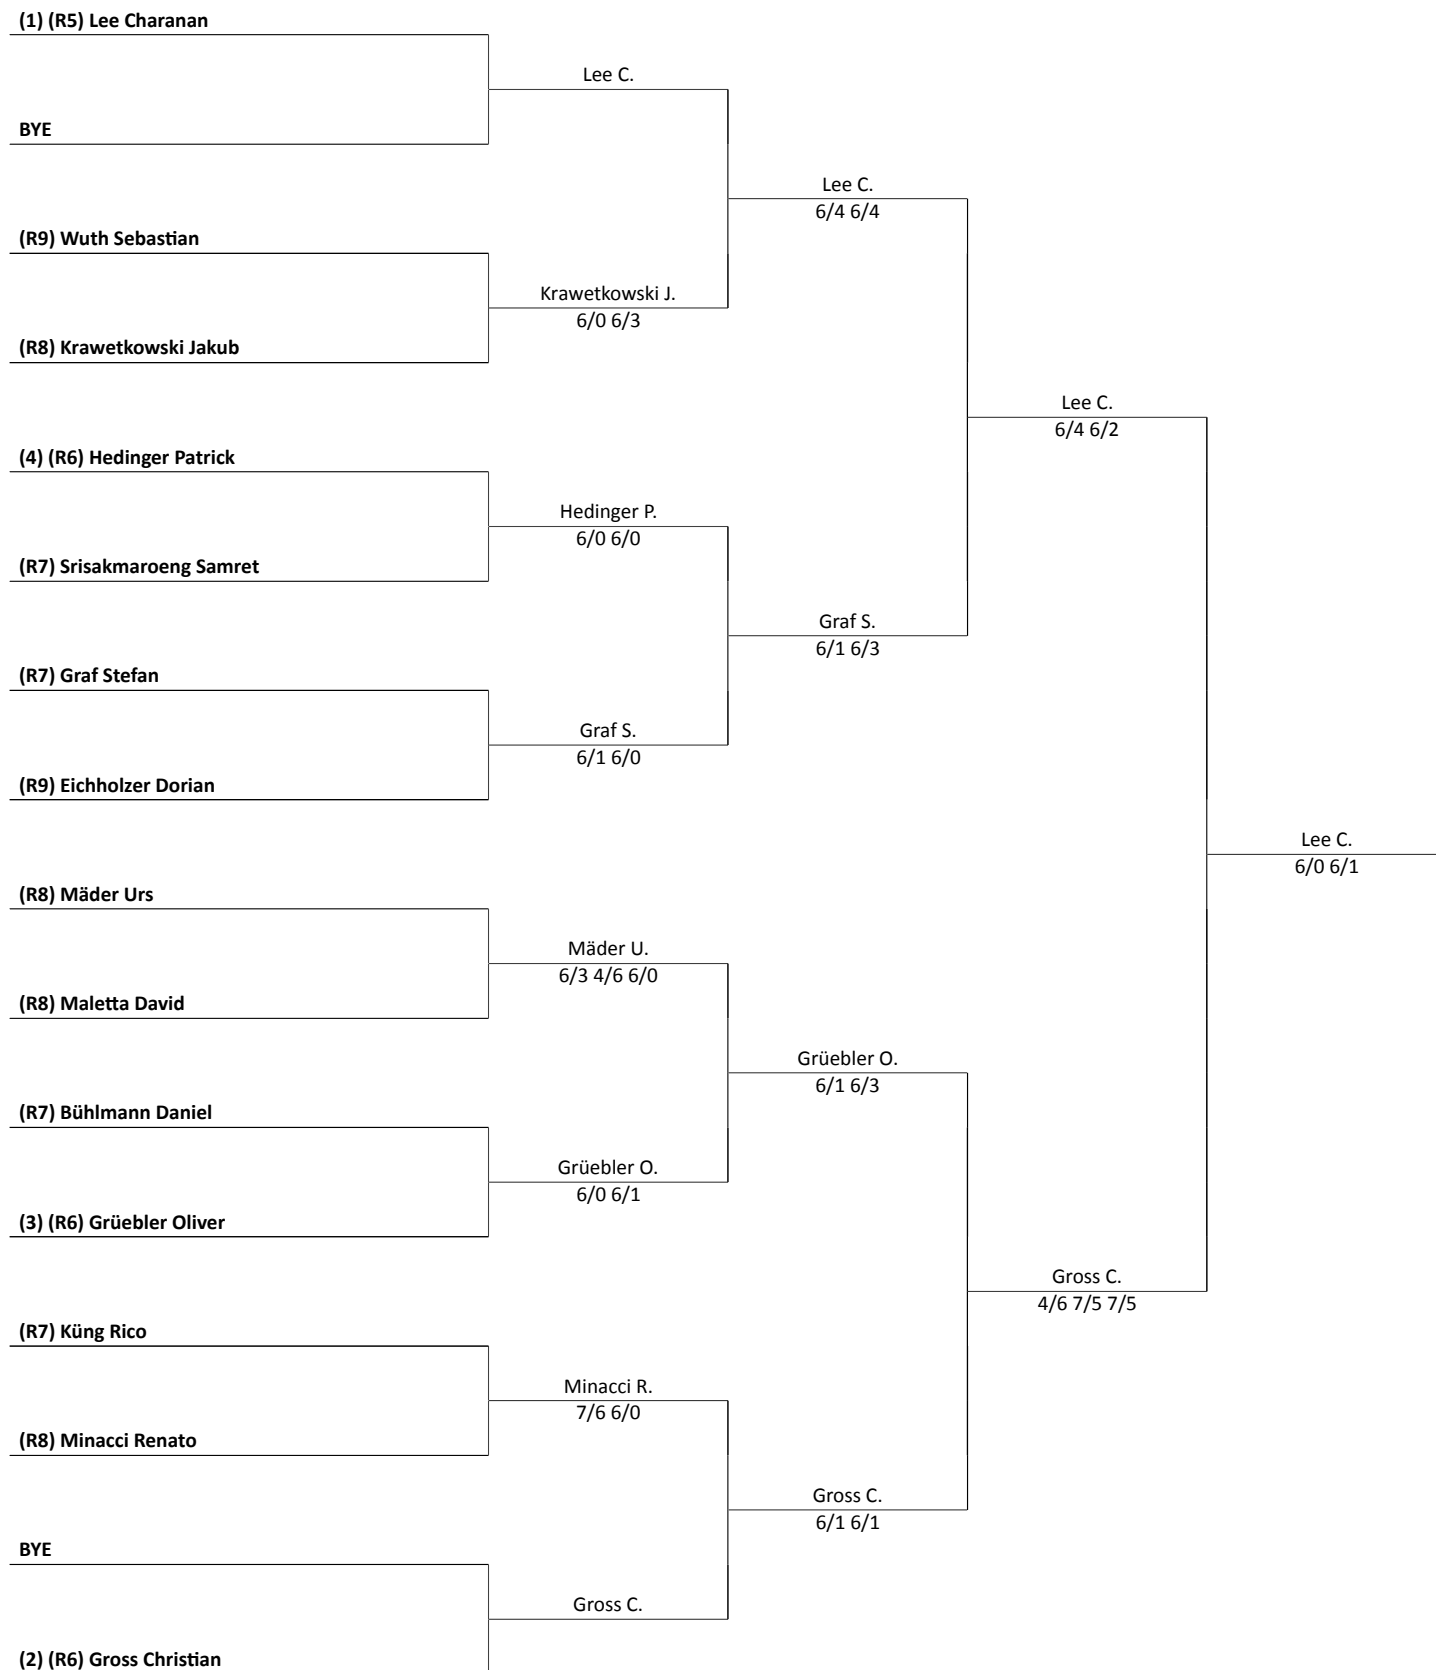 (1) (R5) Lee Charanan
Lee C.
BYE
Lee C.
6/4 6/4
(R9) Wuth Sebastian
Krawetkowski J.
6/0 6/3
(R8) Krawetkowski Jakub
Lee C.
6/4 6/2
(4) (R6) Hedinger Patrick
Hedinger P.
6/0 6/0
(R7) Srisakmaroeng Samret
Graf S.
6/1 6/3
(R7) Graf Stefan
Graf S.
6/1 6/0
(R9) Eichholzer Dorian
Lee C.
6/0 6/1
(R8) Mäder Urs
Mäder U.
6/3 4/6 6/0
(R8) Maletta David
Grüebler O.
6/1 6/3
(R7) Bühlmann Daniel
Grüebler O.
6/0 6/1
(3) (R6) Grüebler Oliver
Gross C.
4/6 7/5 7/5
(R7) Küng Rico
Minacci R.
7/6 6/0
(R8) Minacci Renato
Gross C.
6/1 6/1
BYE
Gross C.
(2) (R6) Gross Christian